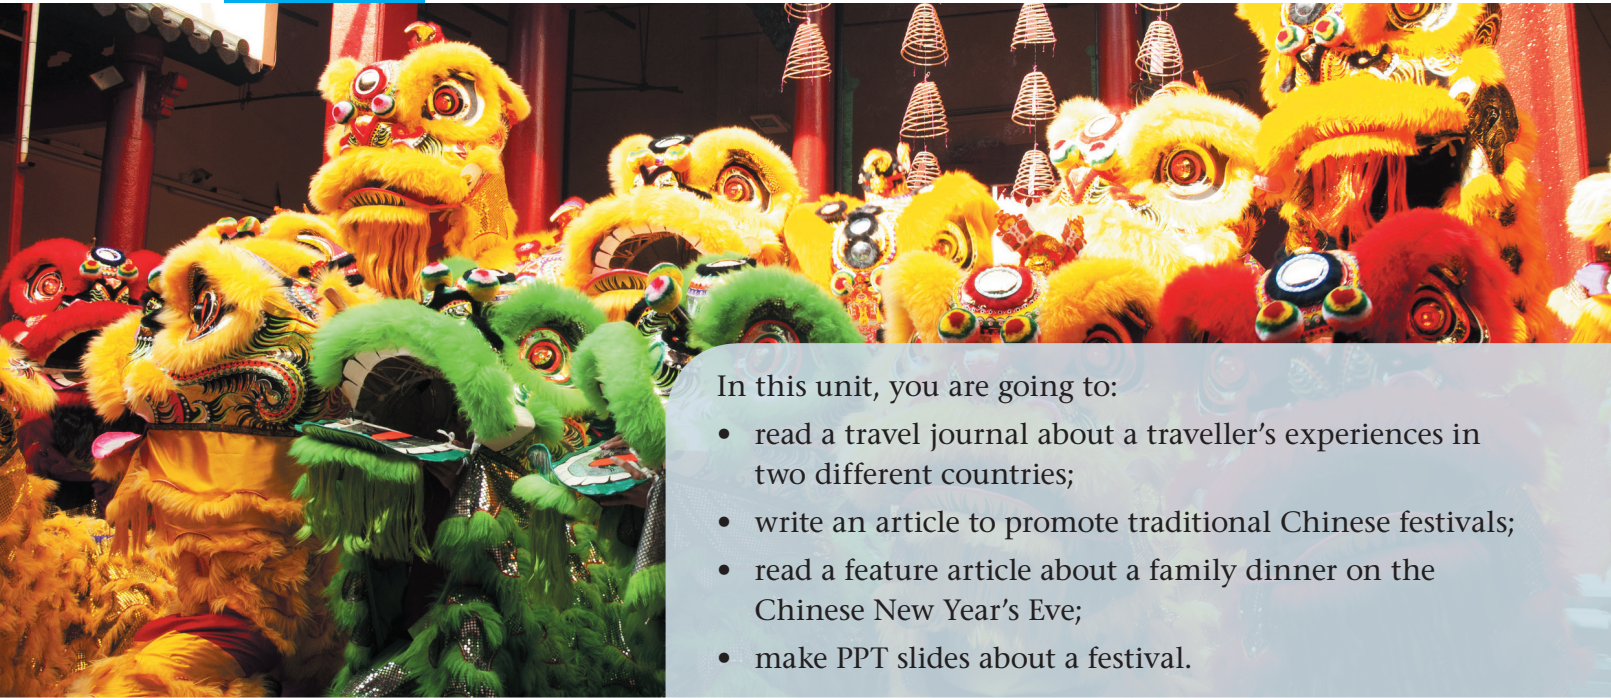 In this unit, you are going to:
• read a travel journal about a traveller’s experiences in
two different countries;
• write an article to promote traditional Chinese festivals;
• read a feature article about a family dinner on the
Chinese New Year’s Eve;
• make PPT slides about a festival.